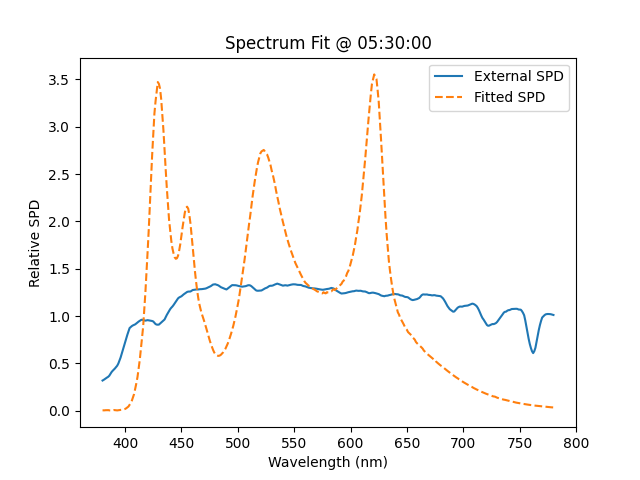 Spectrum Fit @ 05:30:00
External SPD
Fitted SPD
Relative SPD
3.5
3.0
2.5
2.0
1.5
1.0
0.5
0.0
400 450 500 550 600 650 700 750 800
Wavelength (nm)